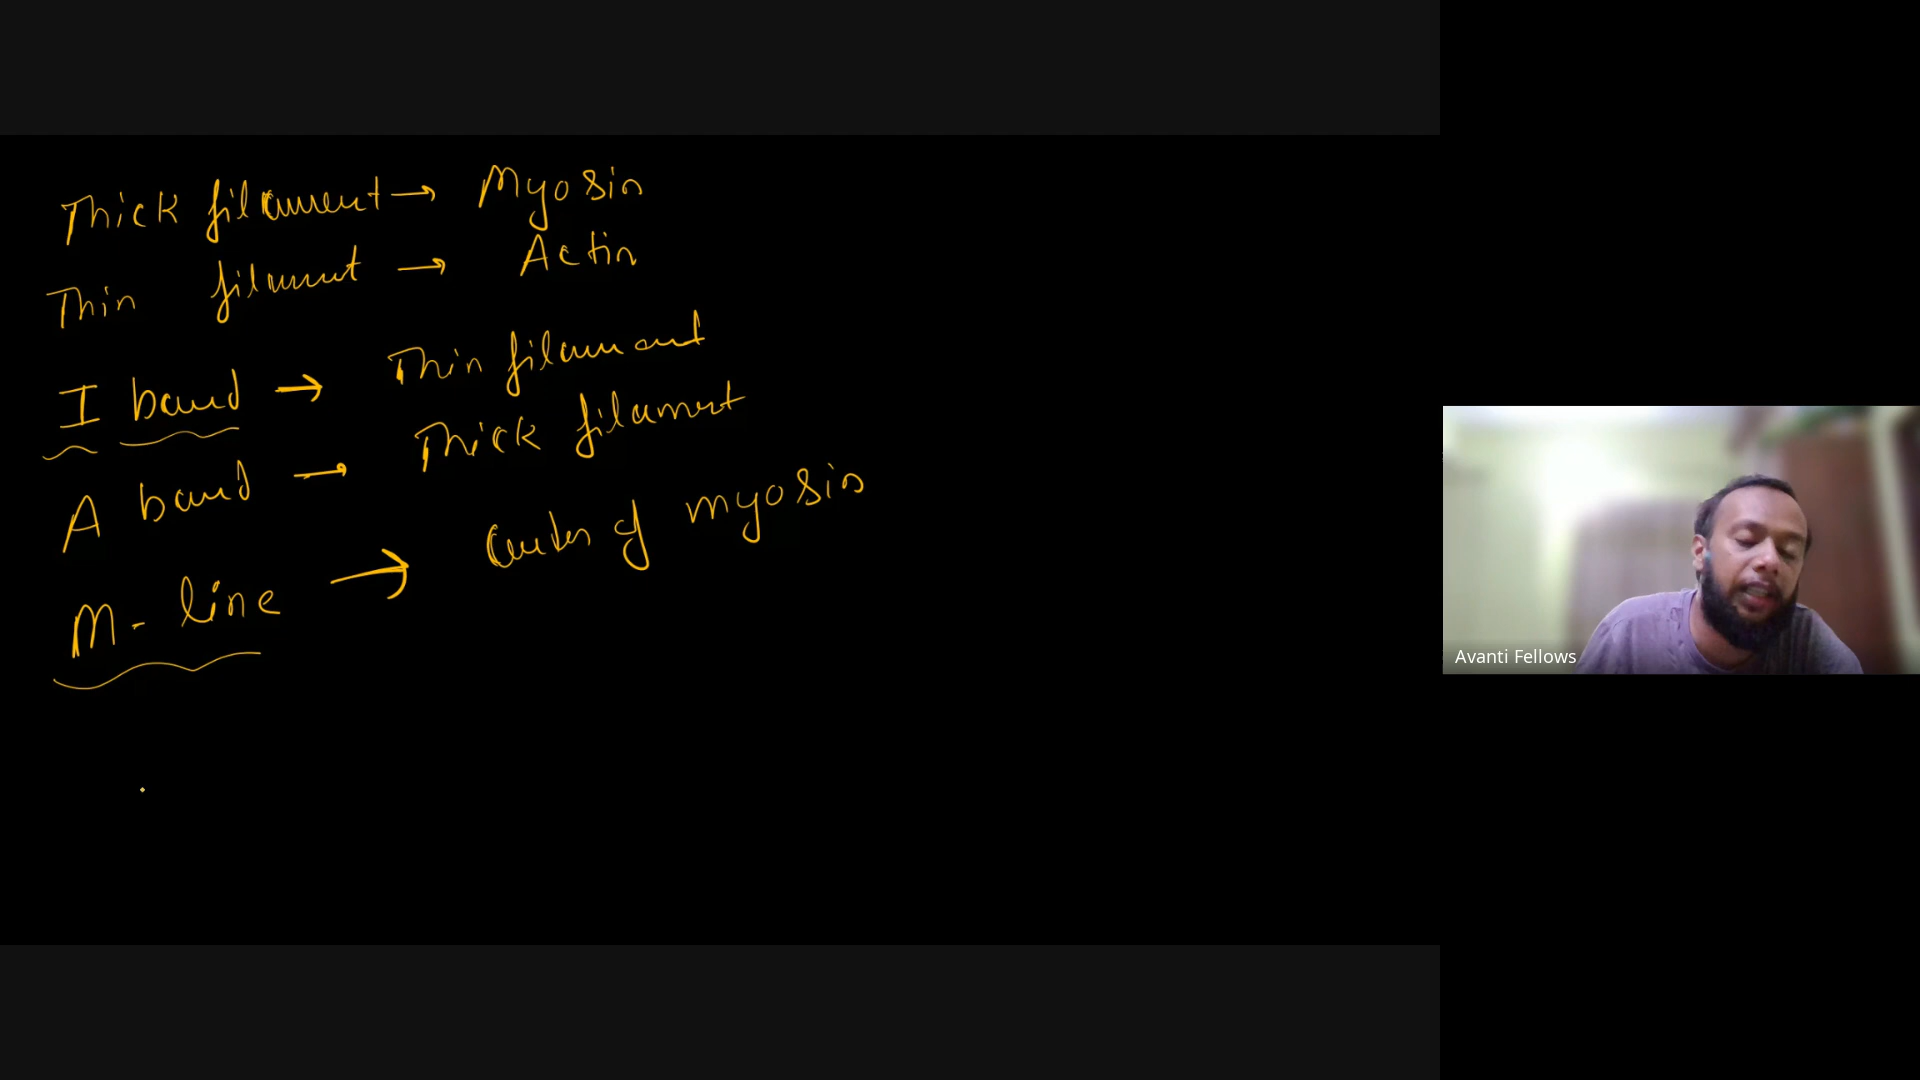 Thick filament → Myosin
Thin filament → Actin
I band → Thin filament
A band → Thick filament
M-line → Center of myosin
Avanti Fellows